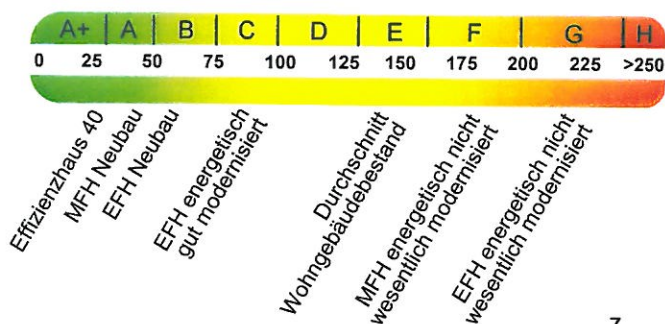 A+ A B C D E F G H
0 25 50 75 100 125 150 175 200 225 >250
Effizienzhaus 40
MFH Neubau
EFH Neubau
EFH energetisch
gut modernisiert
Durchschnitt
Wohngebäudebestand
MFH energetisch nicht
wesentlich modernisiert
EFH energetisch nicht
wesentlich modernisiert